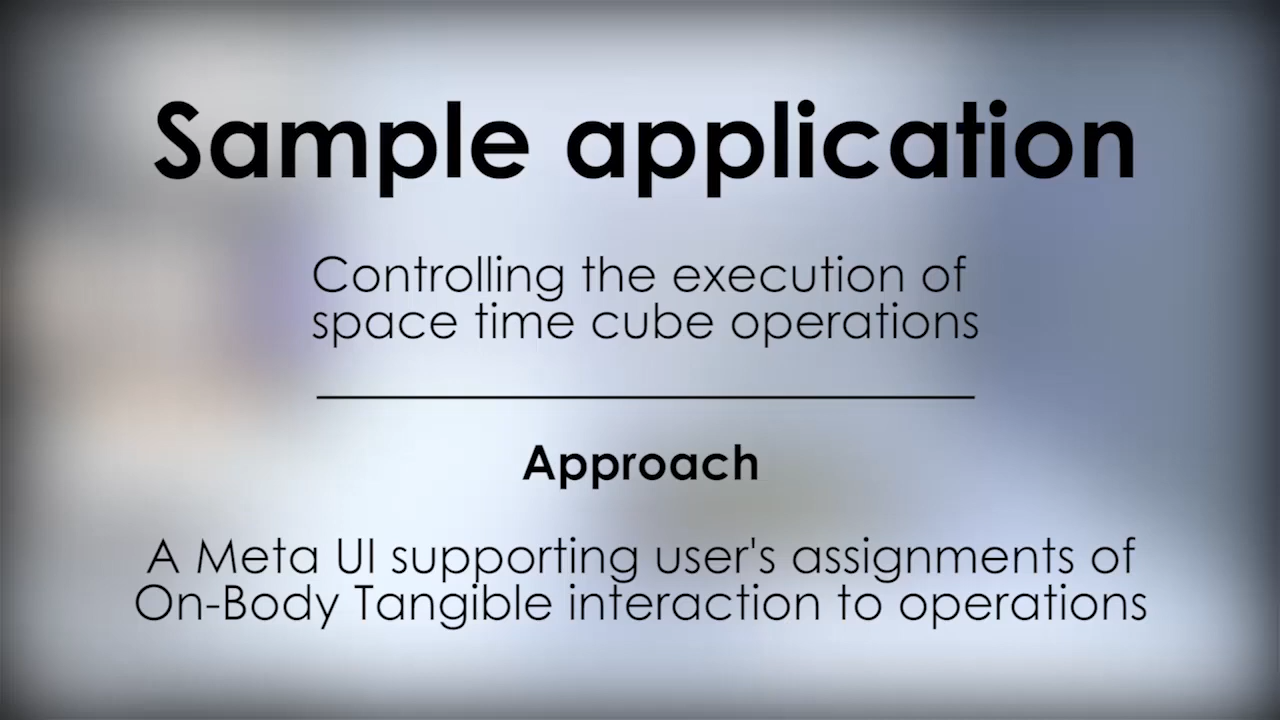 Sample application
Controlling the execution of
space time cube operations
Approach
A Meta UI supporting user's assignments of
On-Body Tangible interaction to operations